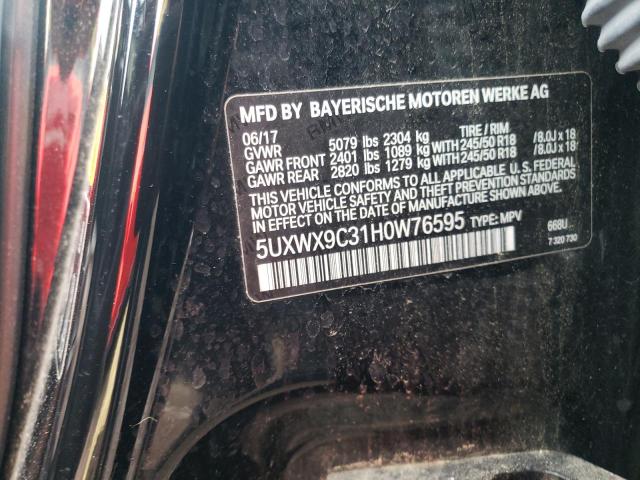 MFD BY BAYERISCHE MOTOREN WERKE AG
06/17 TIRE / RIM
GVWR 5079 lbs 2304 kg
GAWR FRONT 2401 lbs 1089 kg WITH 245/50 R18 /8.0J x 18
GAWR REAR 2820 lbs 1279 kg WITH 245/50 R18 /8.0J x 18
THIS VEHICLE CONFORMS TO ALL APPLICABLE U.S. FEDERAL
MOTOR VEHICLE SAFETY AND THEFT PREVENTION STANDARDS
IN EFFECT ON THE DATE OF MANUFACTURE SHOWN ABOVE.
5UXWX9C31H0W76595 TYPE: MPV 668U
7 320 730